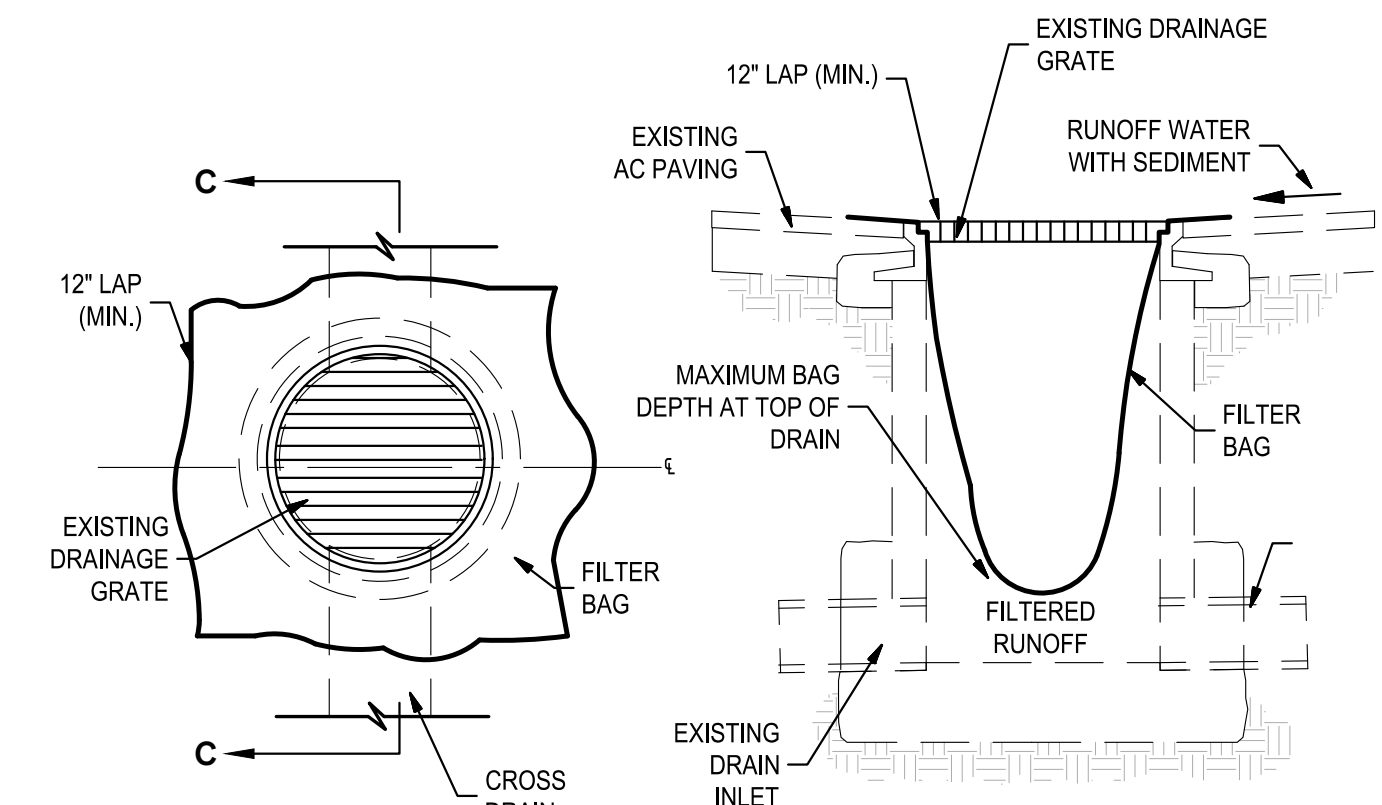 C
12" LAP
(MIN.)
EXISTING
DRAINAGE
GRATE
FILTER
BAG
℄
C
CROSS
DRAIN
EXISTING DRAINAGE
GRATE
12" LAP (MIN.)
EXISTING
AC PAVING
RUNOFF WATER
WITH SEDIMENT
MAXIMUM BAG
DEPTH AT TOP OF
DRAIN
FILTER
BAG
FILTERED
RUNOFF
EXISTING
DRAIN
INLET